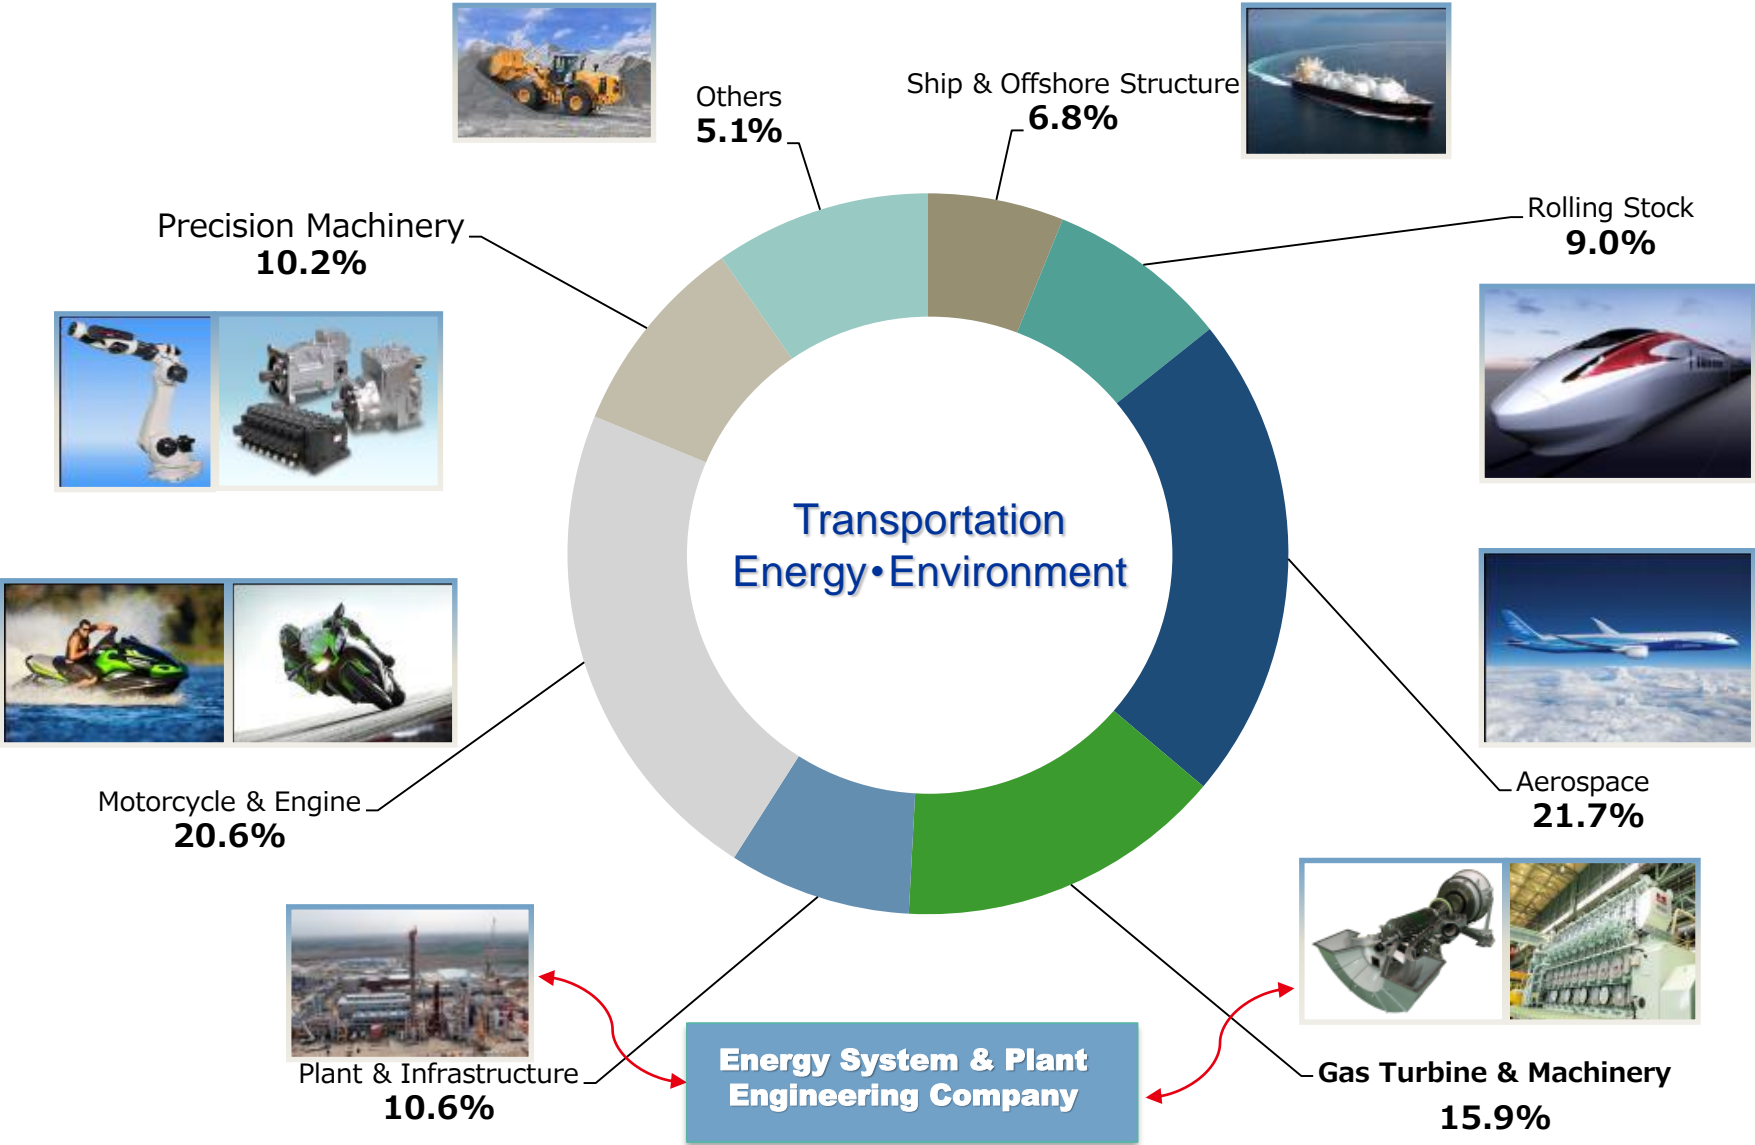 Others
5.1%
Ship & Offshore Structure
6.8%
Rolling Stock
9.0%
Precision Machinery
10.2%
Transportation
Energy•Environment
Motorcycle & Engine
20.6%
Aerospace
21.7%
Plant & Infrastructure
10.6%
Energy System & Plant
Engineering Company
Gas Turbine & Machinery
15.9%